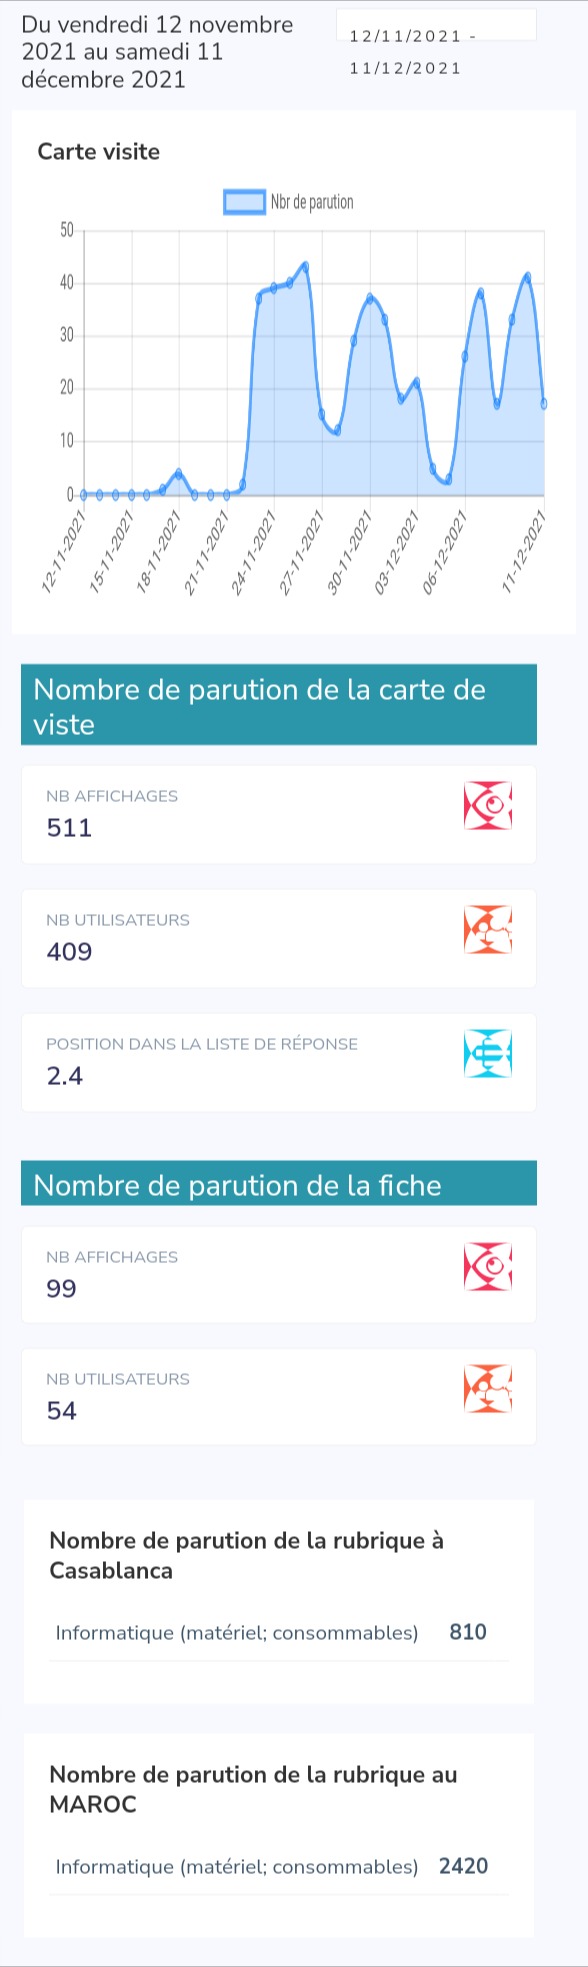 Du vendredi 12 novembre
2021 au samedi 11
décembre 2021
12/11/2021 -
11/12/2021
Carte visite
Nbr de parution
50
40
30
20
10
0
12-11-2021
15-11-2021
18-11-2021
21-11-2021
24-11-2021
27-11-2021
30-11-2021
03-12-2021
06-12-2021
11-12-2021
Nombre de parution de la carte de
viste
NB AFFICHAGES
511
NB UTILISATEURS
409
POSITION DANS LA LISTE DE RÉPONSE
2.4
Nombre de parution de la fiche
NB AFFICHAGES
99
NB UTILISATEURS
54
Nombre de parution de la rubrique à
Casablanca
Informatique (matériel; consommables) 810
Nombre de parution de la rubrique au
MAROC
Informatique (matériel; consommables) 2420